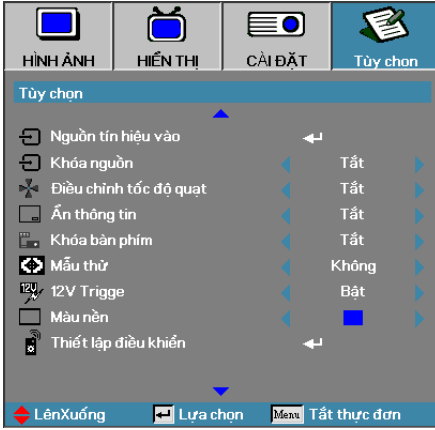 HÌNH ẢNH HIỂN THỊ CÀI ĐẶT Tùy chọn
Tùy chọn
Nguồn tín hiệu vào
Khóa nguồn Tắt
Điều chỉnh tốc độ quạt Tắt
Ẩn thông tin Tắt
Khóa bàn phím Tắt
Mẫu thử Không
12V 12V Trigge Bật
Màu nền
Thiết lập điều khiển
LênXuống Lựa chọn Menu Tắt thực đơn